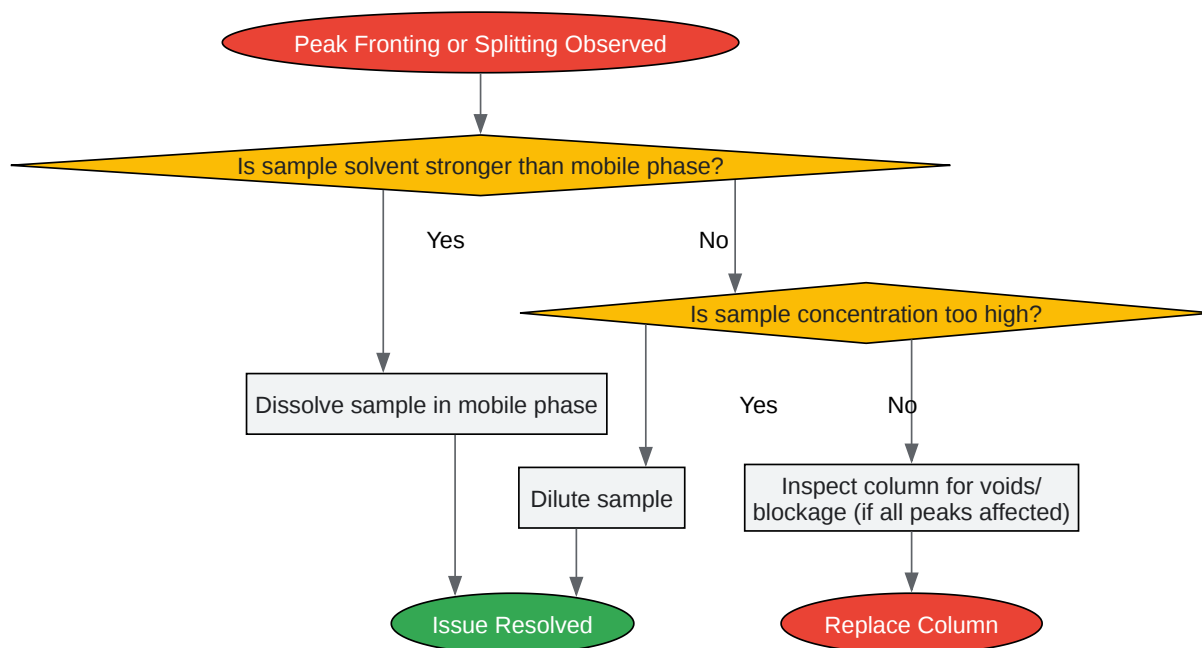 Peak Fronting or Splitting Observed
Is sample solvent stronger than mobile phase?
Yes
No
Is sample concentration too high?
Dissolve sample in mobile phase
Yes
No
Dilute sample
Inspect column for voids/
blockage (if all peaks affected)
Issue Resolved
Replace Column